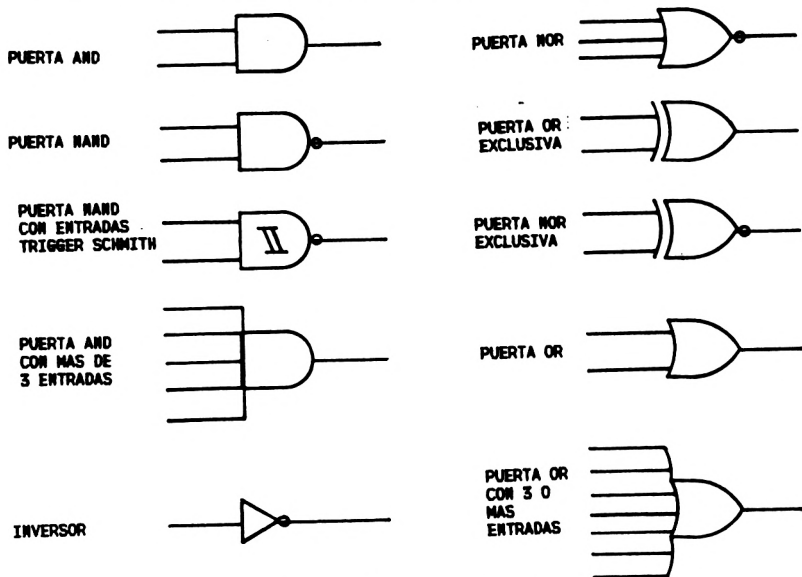 PUERTA AND
PUERTA NAND
PUERTA NAND
CON ENTRADAS
TRIGGER SCHMITH
PUERTA AND
CON MAS DE
3 ENTRADAS
INVERSOR
PUERTA NOR
PUERTA OR
EXCLUSIVA
PUERTA NOR
EXCLUSIVA
PUERTA OR
PUERTA OR
CON 3 O
MAS
ENTRADAS